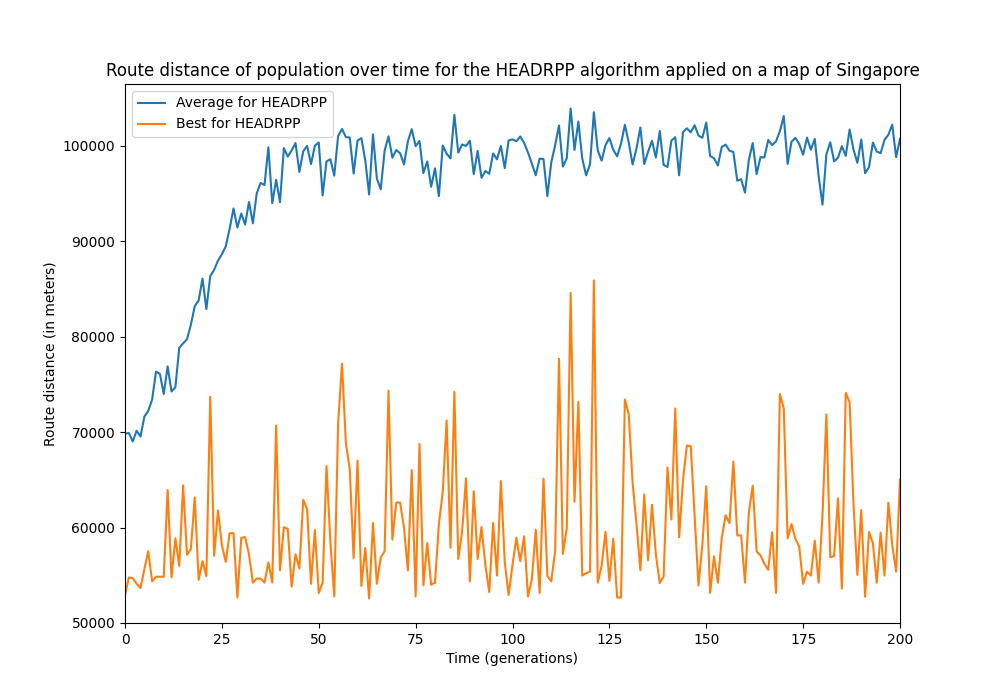 Route distance of population over time for the HEADRPP algorithm applied on a map of Singapore
Average for HEADRPP
Best for HEADRPP
100000
90000
80000
70000
60000
50000
Route distance (in meters)
0 25 50 75 100 125 150 175 200
Time (generations)